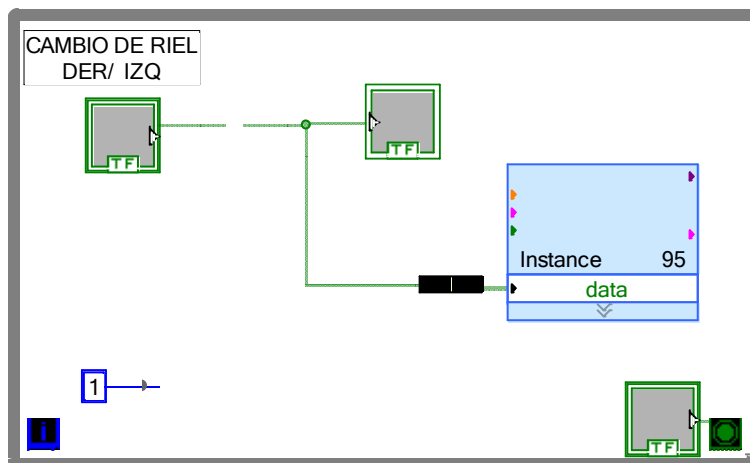 CAMBIO DE RIEL
DER/ IZQ
TF
TF
Instance 95
data
1
i
TF